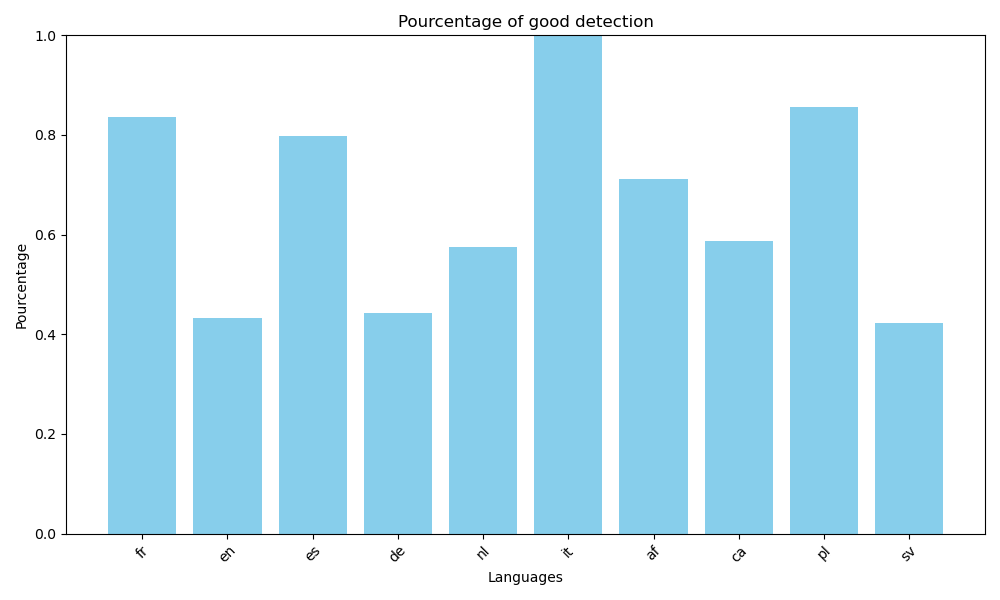 Pourcentage of good detection
1.0
0.8
0.6
0.4
0.2
0.0
Pourcentage
fr en es de nl it af ca pl sv
Languages